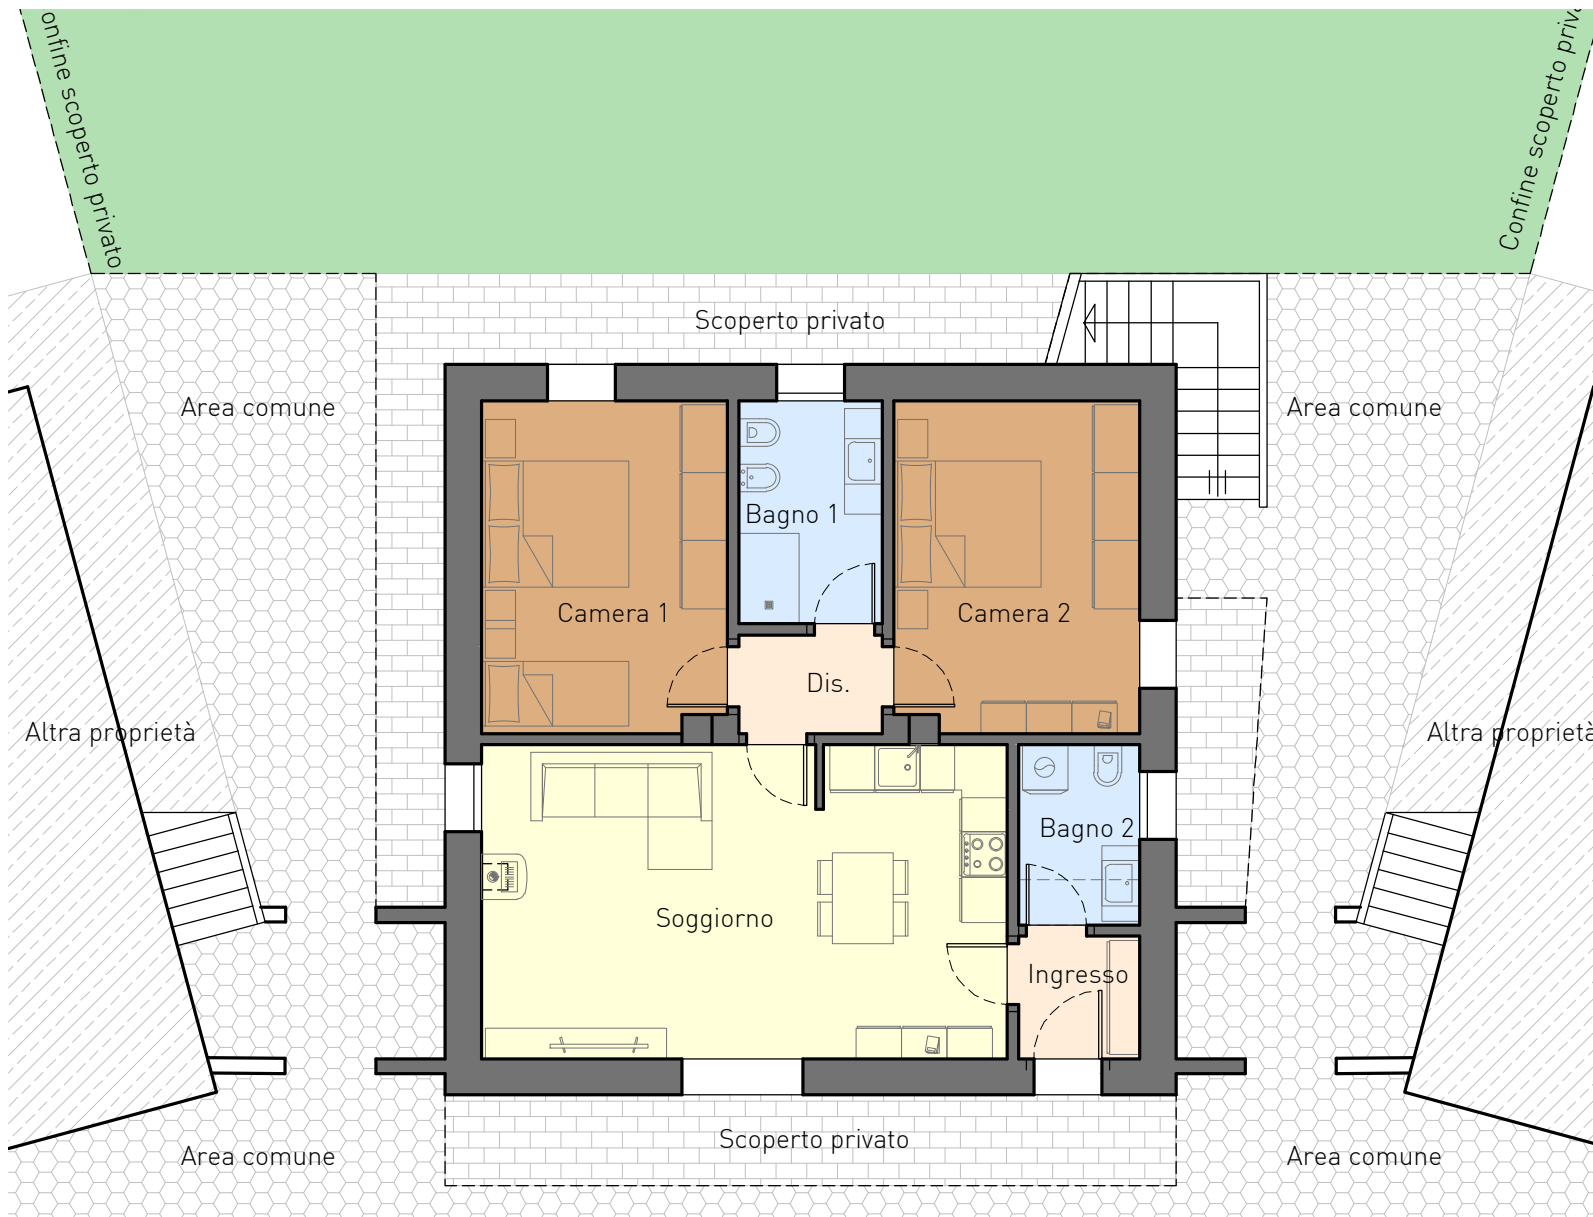 onfine scoperto privato
Confine scoperto priva
Scoperto privato
Area comune
Area comune
Bagno 1
Camera 1
Camera 2
Dis.
Altra proprietà
Altra proprietà
Bagno 2
Soggiorno
Ingresso
Scoperto privato
Area comune
Area comune